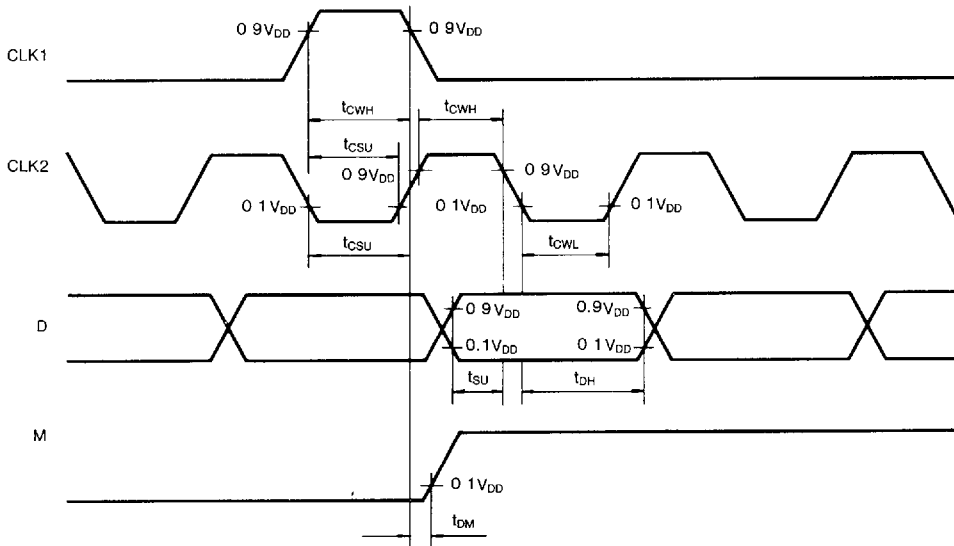 0 9VDD
0 9VDD
CLK1
tCWH
tCWH
tCSU
CLK2
0 9VDD
0 9VDD
0 1VDD
0 1VDD
0 1VDD
tCSU
tCWL
D
0 9VDD
0.9VDD
0.1VDD
0 1VDD
tSU
tDH
M
0 1VDD
tDM